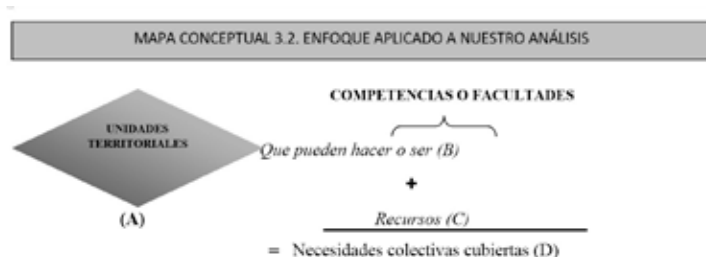 MAPA CONCEPTUAL 3.2. ENFOQUE APLICADO A NUESTRO ANÁLISIS
COMPETENCIAS O FACULTADES
UNIDADES
TERRITORIALES
Que pueden hacer o ser (B)
+
(A)
Recursos (C)
= Necesidades colectivas cubiertas (D)